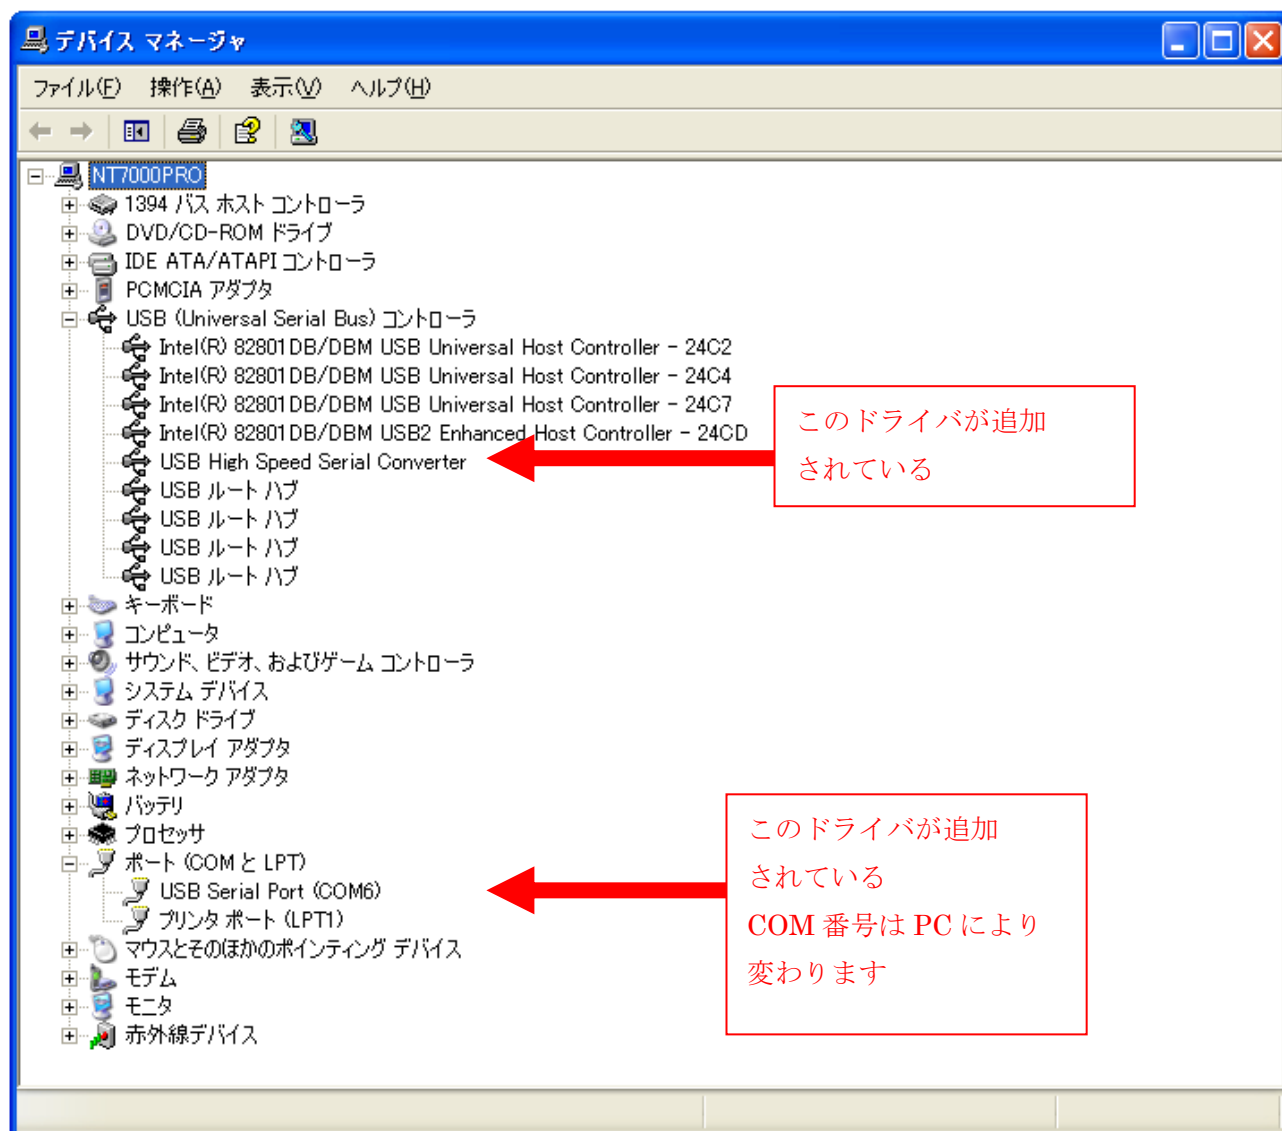 デバイス マネージャ
ファイル(F) 操作(A) 表示(V) ヘルプ(H)
NT7000PRO
1394 バス ホスト コントローラ
DVD/CD-ROM ドライブ
IDE ATA/ATAPI コントローラ
PCMCIA アダプタ
USB (Universal Serial Bus) コントローラ
Intel(R) 82801DB/DBM USB Universal Host Controller - 24C2
Intel(R) 82801DB/DBM USB Universal Host Controller - 24C4
Intel(R) 82801DB/DBM USB Universal Host Controller - 24C7
Intel(R) 82801DB/DBM USB2 Enhanced Host Controller - 24CD
USB High Speed Serial Converter
USB ルート ハブ
USB ルート ハブ
USB ルート ハブ
USB ルート ハブ
このドライバが追加
されている
キーボード
コンピュータ
サウンド、ビデオ、およびゲーム コントローラ
システム デバイス
ディスク ドライブ
ディスプレイ アダプタ
ネットワーク アダプタ
バッテリ
プロセッサ
ポート (COM と LPT)
USB Serial Port (COM6)
プリンタ ポート (LPT1)
マウスとそのほかのポインティング デバイス
モデム
モニタ
赤外線デバイス
このドライバが追加
されている
COM 番号は PC により
変わります